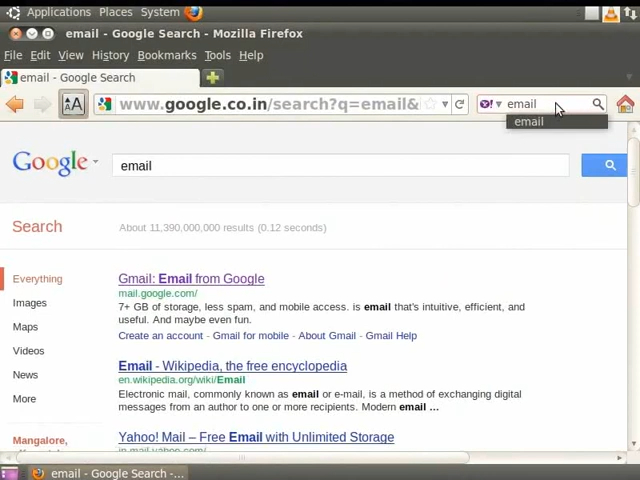 Applications Places System
email - Google Search - Mozilla Firefox
File Edit View History Bookmarks Tools Help
email - Google Search
www.google.co.in/search?q=email&
email
email
Google
email
Search
About 11,390,000,000 results (0.12 seconds)
Everything
Images
Maps
Videos
News
More
Mangalore,
Gmail: Email from Google
mail.google.com/
7+ GB of storage, less spam, and mobile access. is email that's intuitive, efficient, and
useful. And maybe even fun.
Create an account - Gmail for mobile - About Gmail - Gmail Help
Email - Wikipedia, the free encyclopedia
en.wikipedia.org/wiki/Email
Electronic mail, commonly known as email or e-mail, is a method of exchanging digital
messages from an author to one or more recipients. Modern email ...
Yahoo! Mail – Free Email with Unlimited Storage
in.mail.yahoo.com/
email - Google Search -...